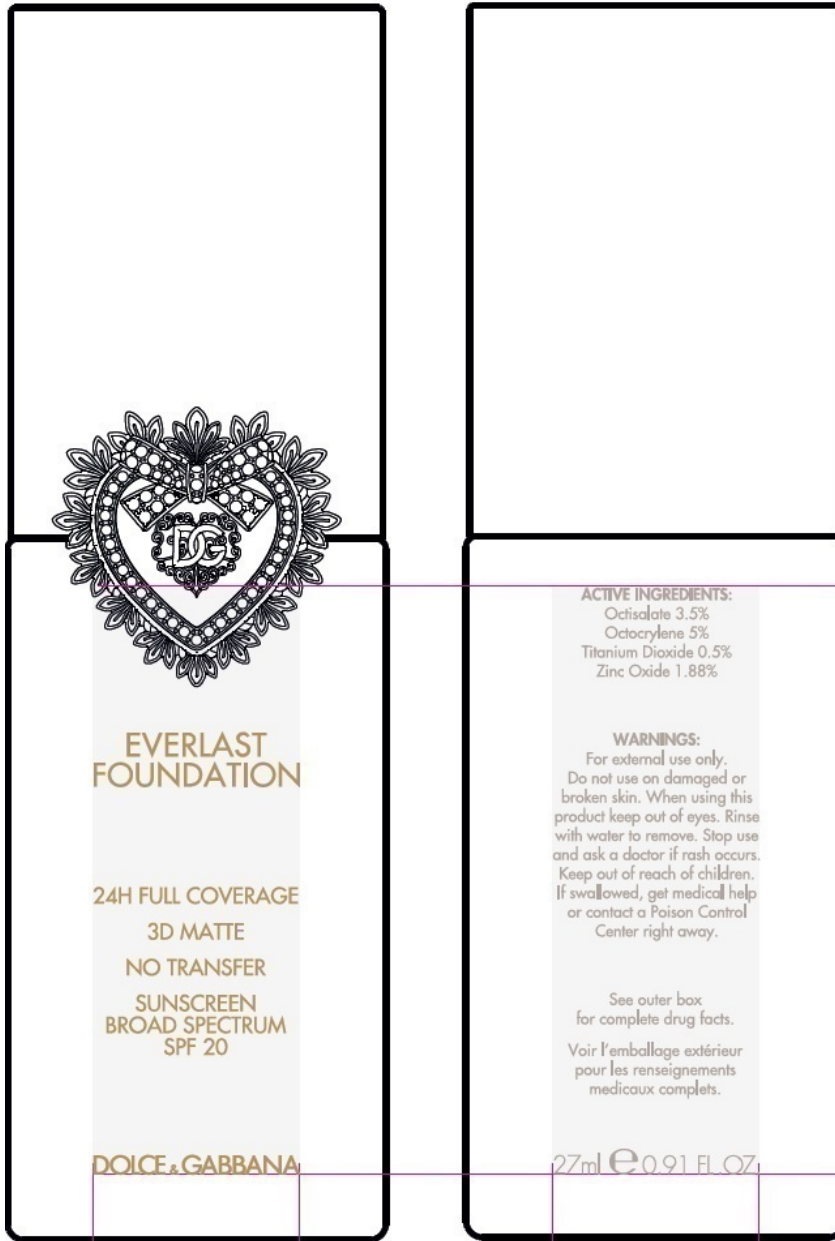 DG
EVERLAST
FOUNDATION
24H FULL COVERAGE
3D MATTE
NO TRANSFER
SUNSCREEN
BROAD SPECTRUM
SPF 20
DOLCE & GABBANA
ACTIVE INGREDIENTS:
Octisalate 3.5%
Octocrylene 5%
Titanium Dioxide 0.5%
Zinc Oxide 1.88%
WARNINGS:
For external use only.
Do not use on damaged or
broken skin. When using this
product keep out of eyes. Rinse
with water to remove. Stop use
and ask a doctor if rash occurs.
Keep out of reach of children.
If swallowed, get medical help
or contact a Poison Control
Center right away.
See outer box
for complete drug facts.
Voir l'emballage extérieur
pour les renseignements
medicaux complets.
27ml ℮ 0.91 FL.OZ.